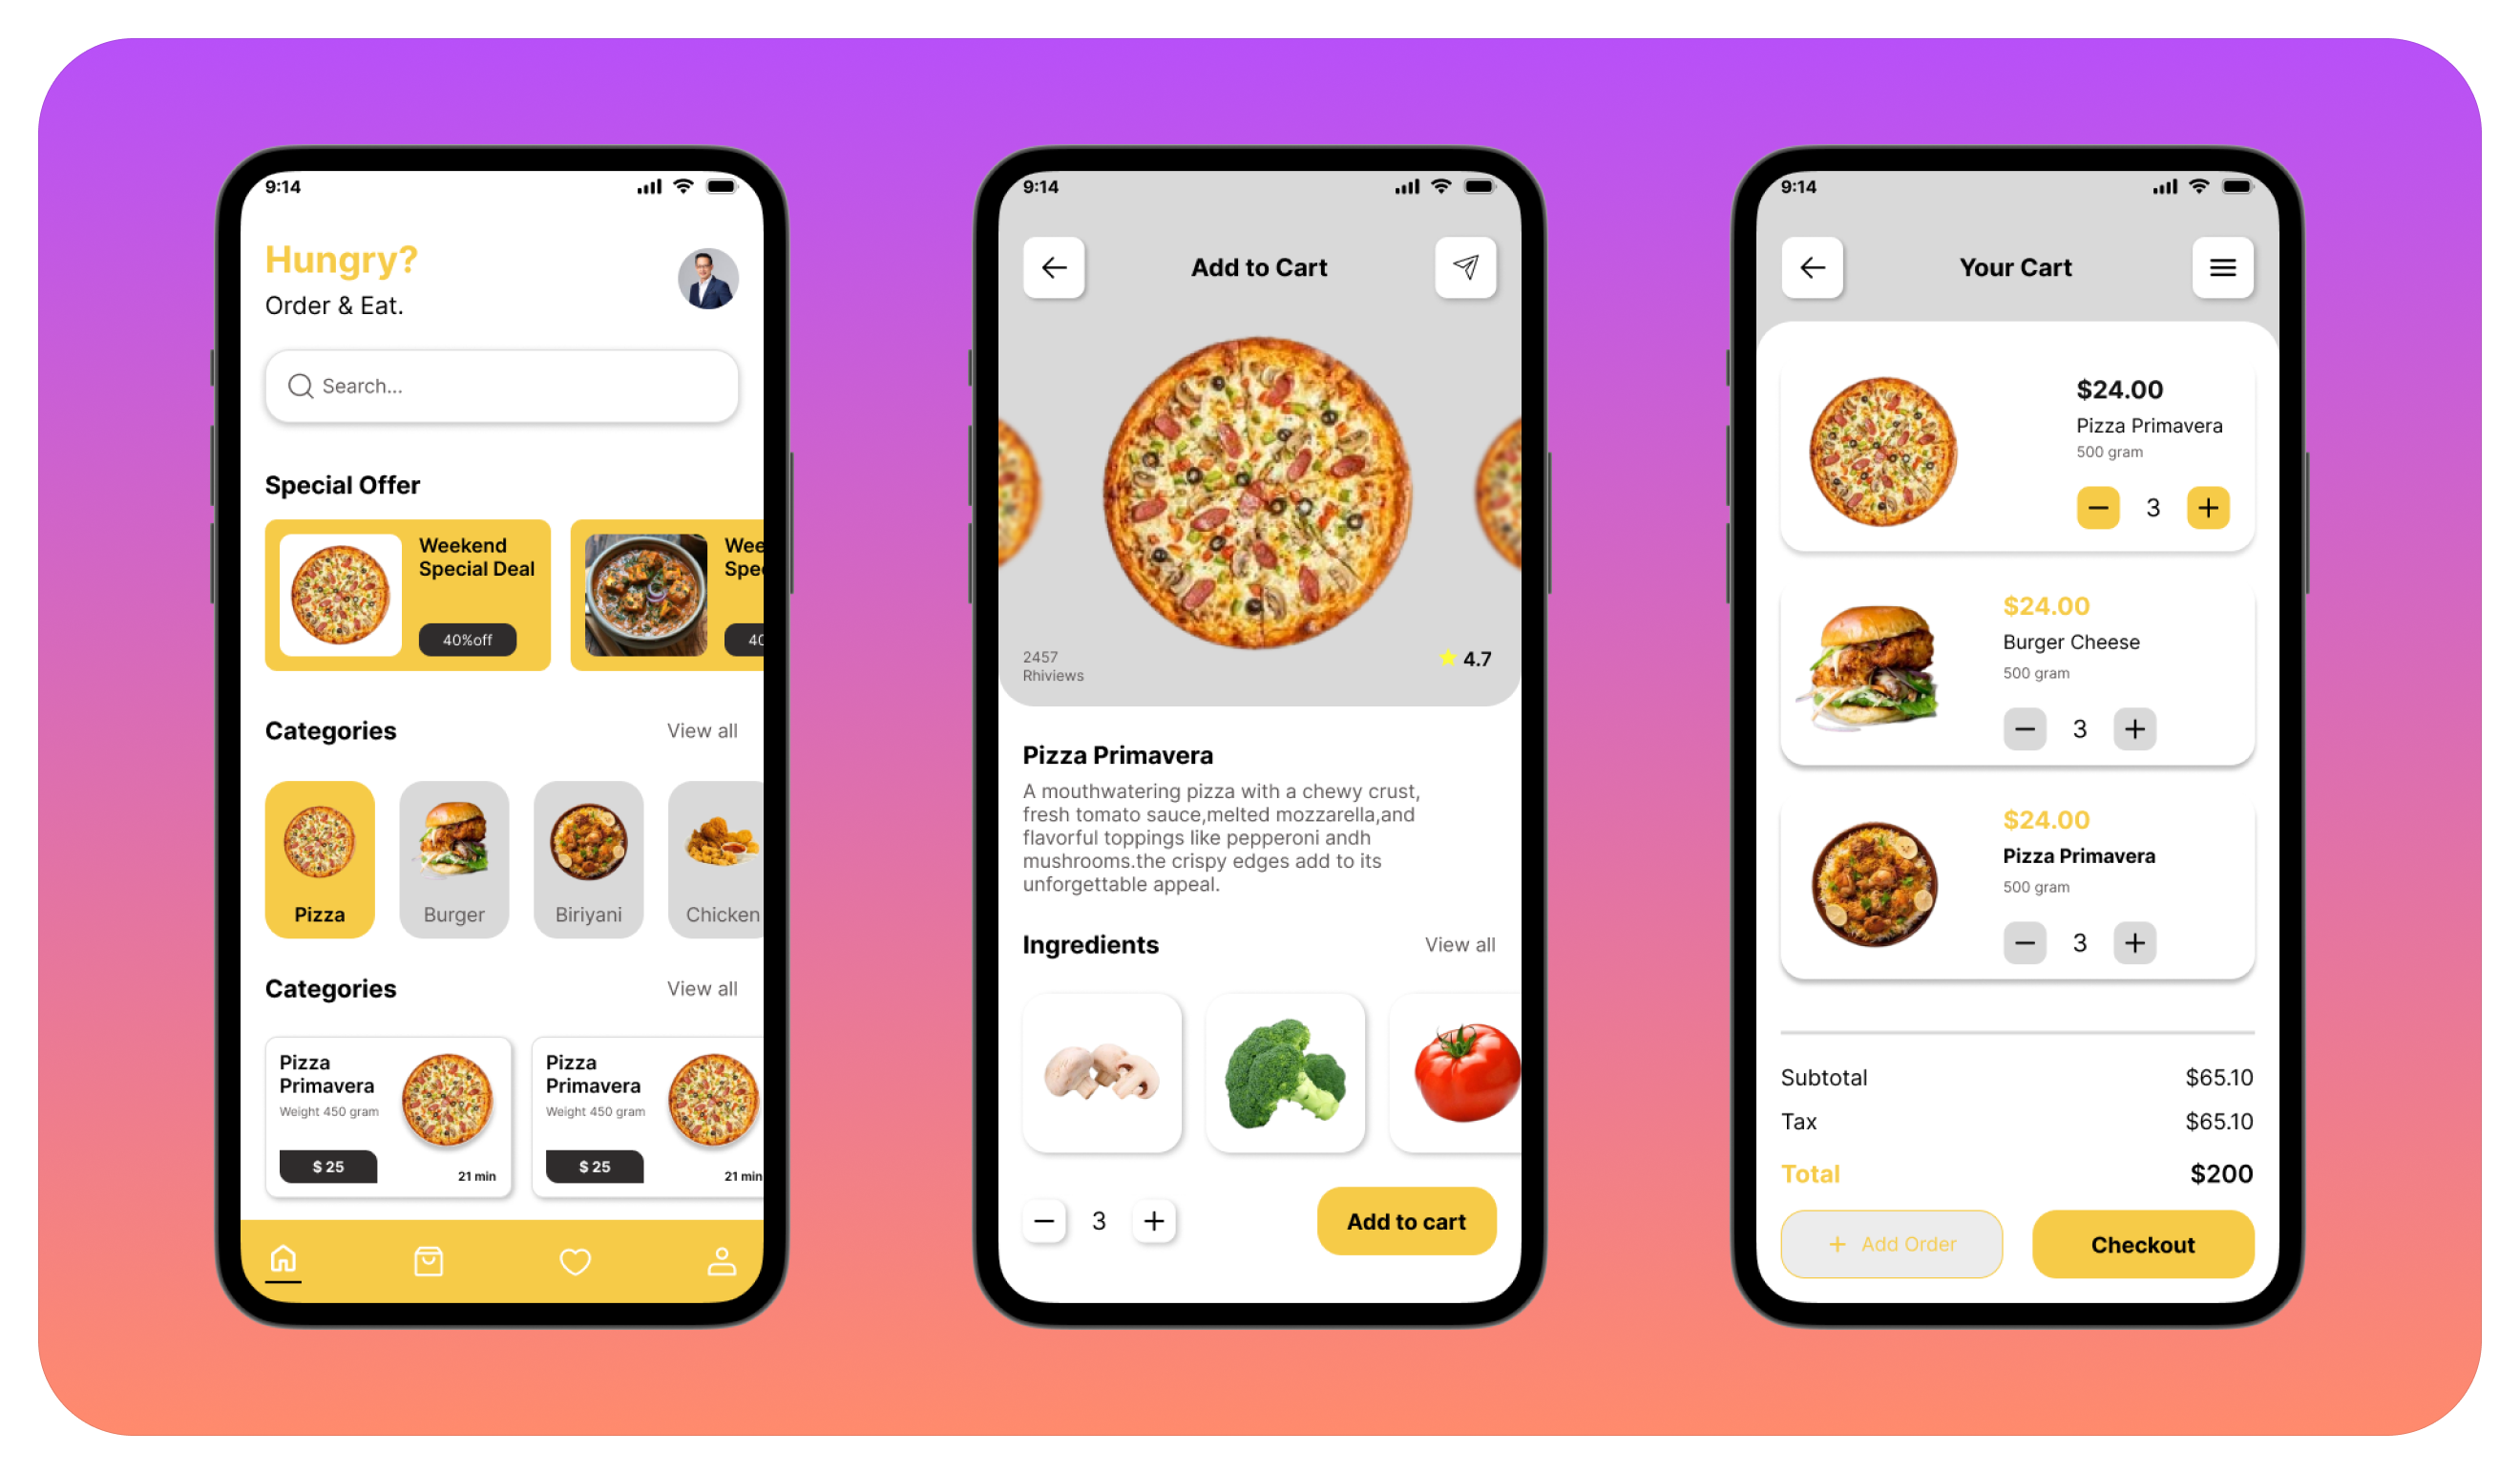 9:14
Hungry?
Order & Eat.
Search...
Special Offer
Weekend
Special Deal
40%off
Wee
Spe
40
Categories
View all
Pizza
Burger
Biriyani
Chicken
Categories
View all
Pizza
Primavera
Weight 450 gram
$ 25
21 min
Pizza
Primavera
Weight 450 gram
$ 25
21 min
9:14
Add to Cart
2457
Rhiviews
4.7
Pizza Primavera
A mouthwatering pizza with a chewy crust,
fresh tomato sauce,melted mozzarella,and
flavorful toppings like pepperoni andh
mushrooms.the crispy edges add to its
unforgettable appeal.
Ingredients
View all
3
Add to cart
9:14
Your Cart
$24.00
Pizza Primavera
500 gram
3
$24.00
Burger Cheese
500 gram
3
$24.00
Pizza Primavera
500 gram
3
Subtotal $65.10
Tax $65.10
Total $200
+ Add Order
Checkout